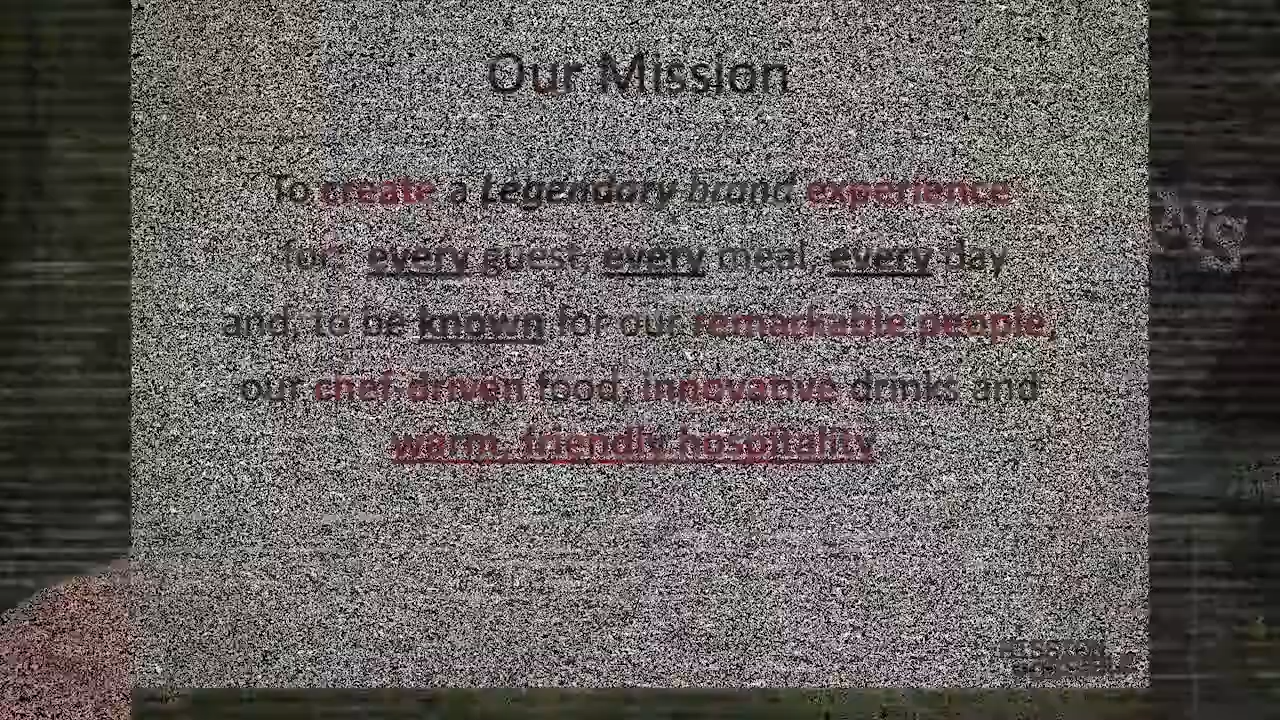 Our Mission
To create a Legendary brand experience
for: every guest, every meal, every day
and, to be known for our remarkable people,
our chef-driven food, innovative drinks and
warm, friendly hospitality